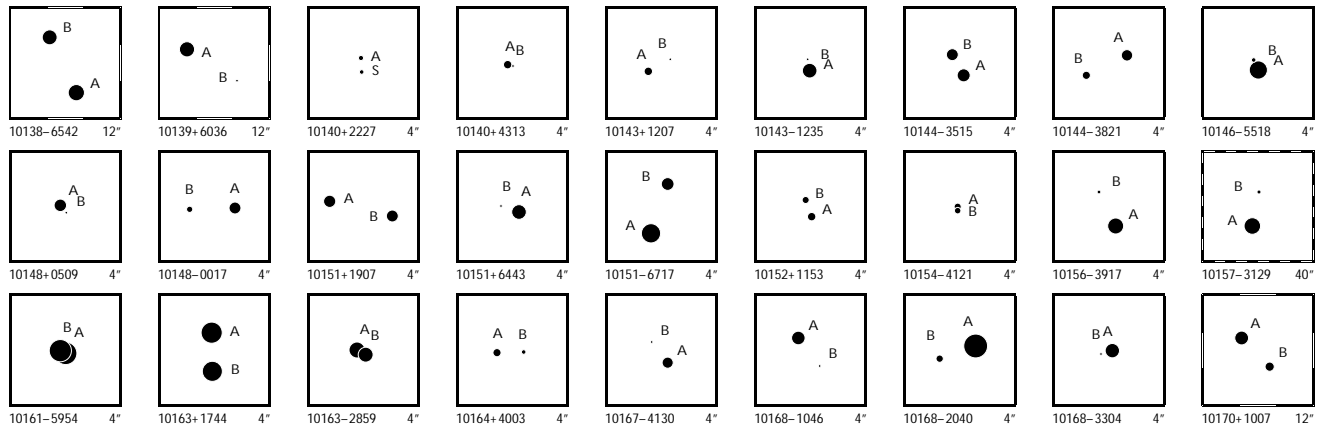 B A
10138−6542 12″
A B
10139+6036 12″
A S
10140+2227 4″
A B
10140+4313 4″
B A
10143+1207 4″
B A
10143−1235 4″
B A
10144−3515 4″
A B
10144−3821 4″
B A
10146−5518 4″
A B
10148+0509 4″
B A
10148−0017 4″
A B
10151+1907 4″
B A
10151+6443 4″
B A
10151−6717 4″
B A
10152+1153 4″
A B
10154−4121 4″
B A
10156−3917 4″
B A
10157−3129 40″
B A
10161−5954 4″
A B
10163+1744 4″
A B
10163−2859 4″
A B
10164+4003 4″
B A
10167−4130 4″
A B
10168−1046 4″
A B
10168−2040 4″
B A
10168−3304 4″
A B
10170+1007 12″